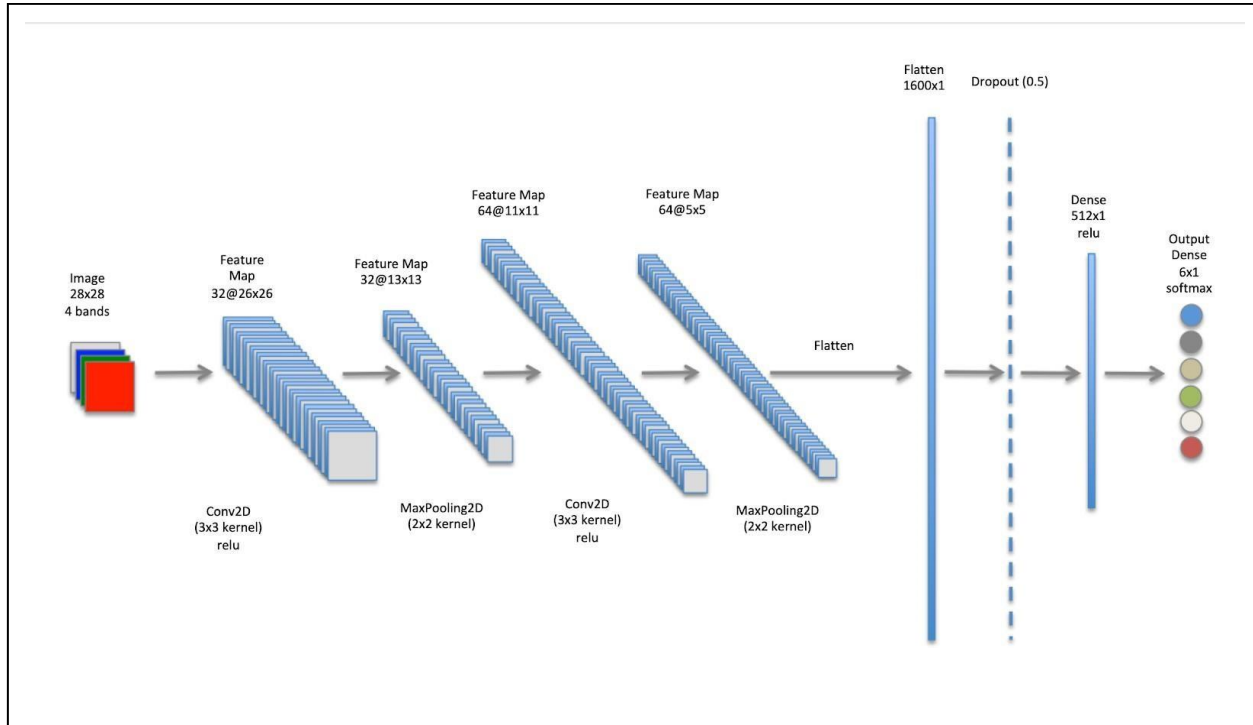 Image
28x28
4 bands
Feature
Map
32@26x26
Conv2D
(3x3 kernel)
relu
Feature Map
32@13x13
MaxPooling2D
(2x2 kernel)
Feature Map
64@11x11
Conv2D
(3x3 kernel)
relu
Feature Map
64@5x5
MaxPooling2D
(2x2 kernel)
Flatten
Flatten
1600x1
Dropout (0.5)
Dense
512x1
relu
Output
Dense
6x1
softmax